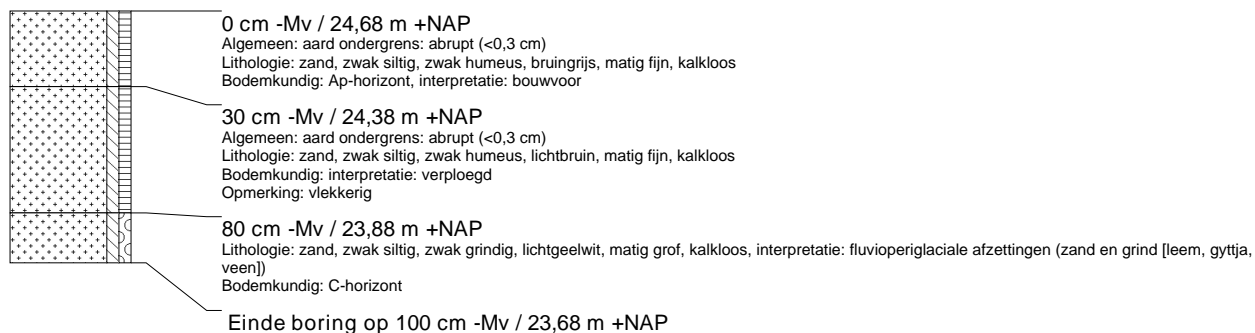 0 cm -Mv / 24,68 m +NAP
Algemeen: aard ondergrens: abrupt (<0,3 cm)
Lithologie: zand, zwak siltig, zwak humeus, bruingrijs, matig fijn, kalkloos
Bodemkundig: Ap-horizont, interpretatie: bouwvoor
30 cm -Mv / 24,38 m +NAP
Algemeen: aard ondergrens: abrupt (<0,3 cm)
Lithologie: zand, zwak siltig, zwak humeus, lichtbruin, matig fijn, kalkloos
Bodemkundig: interpretatie: verploegd
Opmerking: vlekkerig
80 cm -Mv / 23,88 m +NAP
Lithologie: zand, zwak siltig, zwak grindig, lichtgeelwit, matig grof, kalkloos, interpretatie: fluvioperiglaciale afzettingen (zand en grind [leem, gyttja,
veen])
Bodemkundig: C-horizont
Einde boring op 100 cm -Mv / 23,68 m +NAP